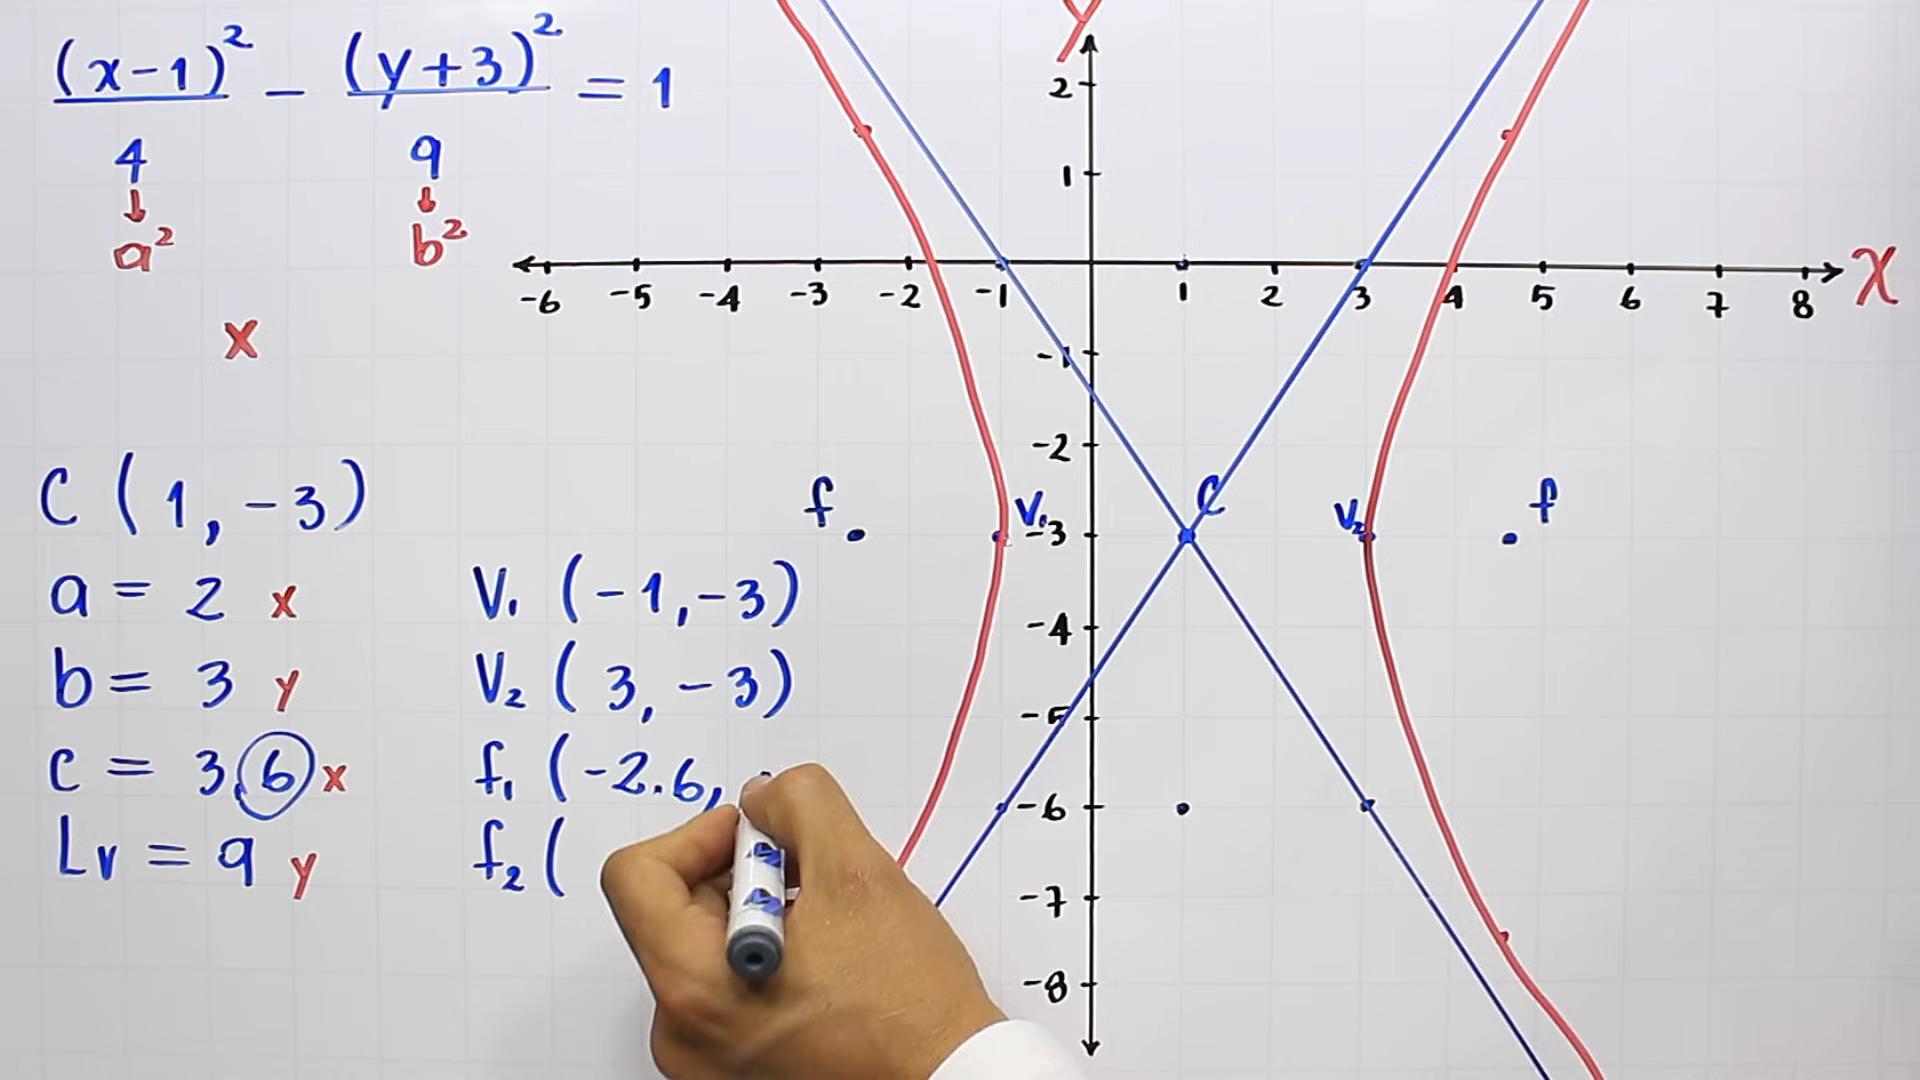 (x-1)² - (y+3)² = 1
4 9
a² b²
x
C (1, -3)
a = 2 x
b = 3 y
c = 3,6 x
Lv = 9 y
V₁ (-1, -3)
V₂ (3, -3)
f₁ (-2.6,
f₂ (
y
2
1
-6 -5 -4 -3 -2 -1 1 2 3 4 5 6 7 8 x
-1
-2
f V₁ C V₂ f
-3
-4
-5
-6
-7
-8